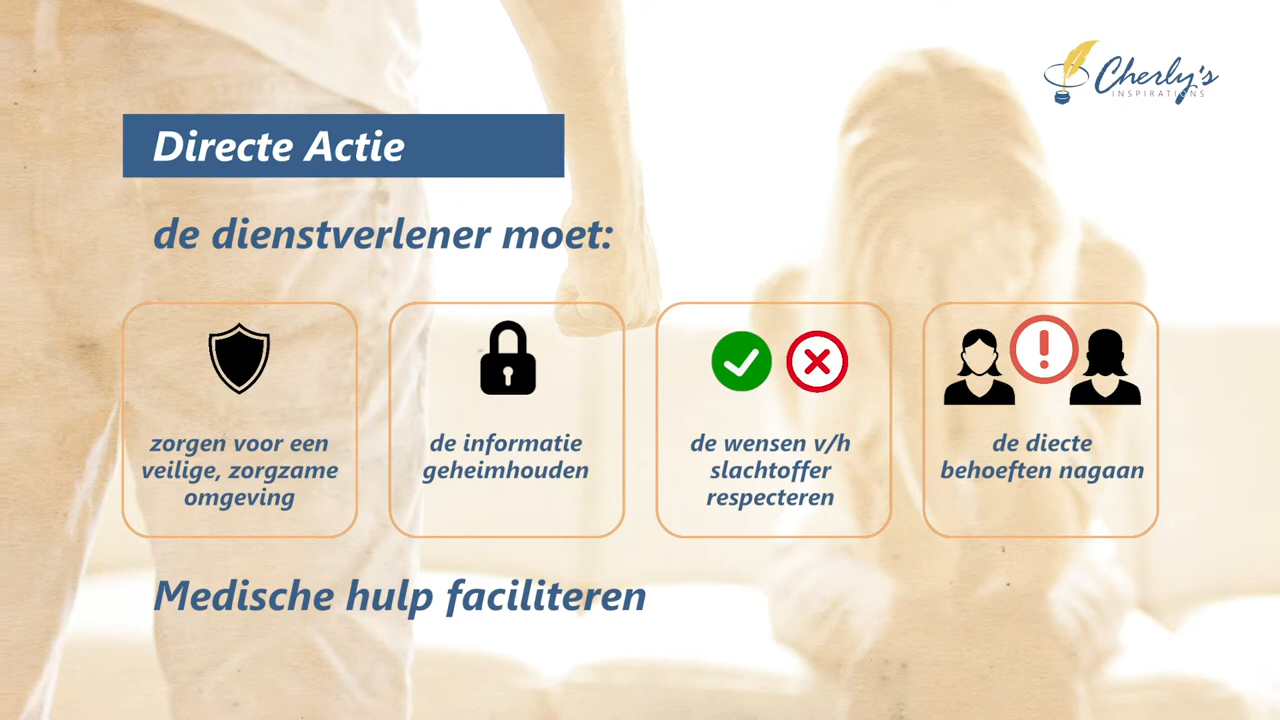 Cherly's
INSPIRATIONS
Directe Actie
de dienstverlener moet:
zorgen voor een
veilige, zorgzame
omgeving
de informatie
geheimhouden
de wensen v/h
slachtoffer
respecteren
de diecte
behoeften nagaan
Medische hulp faciliteren